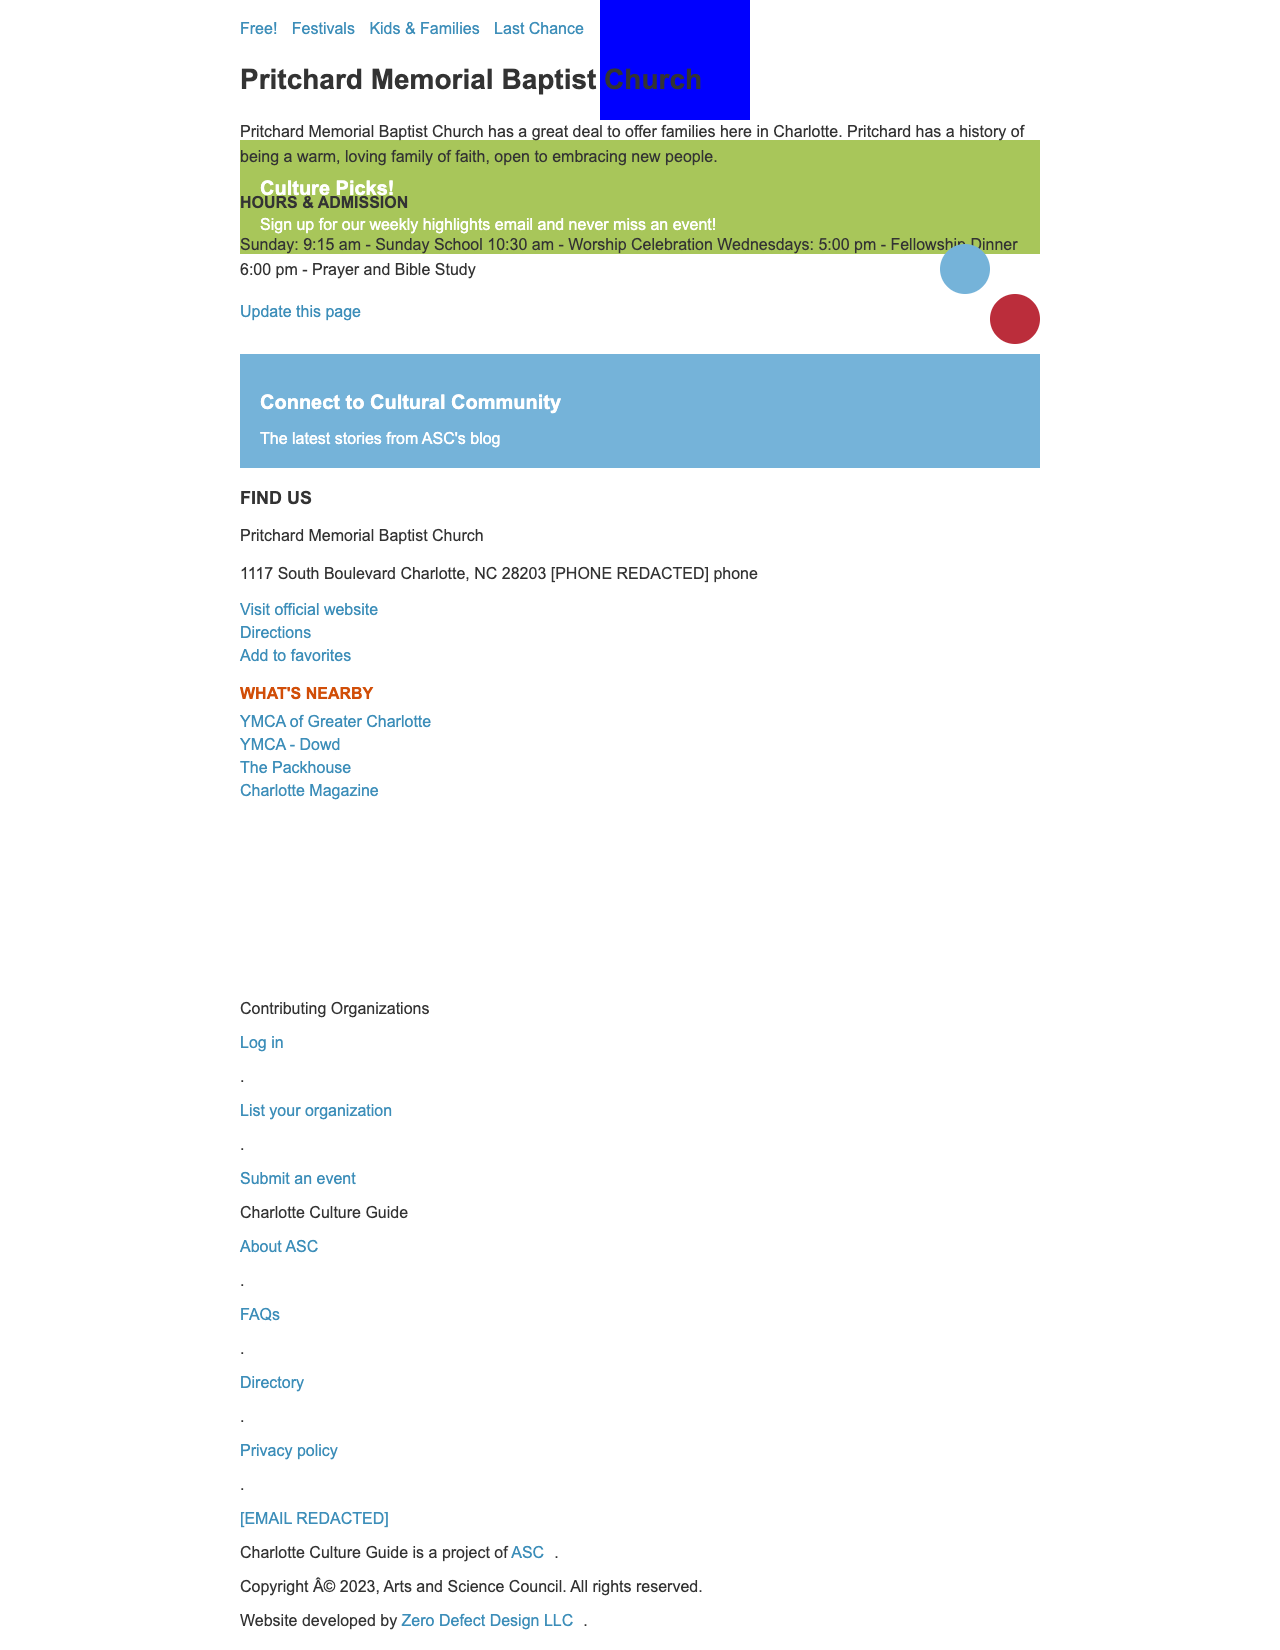 Free! Festivals Kids & Families Last Chance
Pritchard Memorial Baptist Church
Pritchard Memorial Baptist Church has a great deal to offer families here in Charlotte. Pritchard has a history of
being a warm, loving family of faith, open to embracing new people.
Culture Picks!
HOURS & ADMISSION
Sign up for our weekly highlights email and never miss an event!
Sunday: 9:15 am - Sunday School 10:30 am - Worship Celebration Wednesdays: 5:00 pm - Fellowship Dinner
6:00 pm - Prayer and Bible Study
Update this page
Connect to Cultural Community
The latest stories from ASC's blog
FIND US
Pritchard Memorial Baptist Church
1117 South Boulevard Charlotte, NC 28203 [PHONE REDACTED] phone
Visit official website
Directions
Add to favorites
WHAT'S NEARBY
YMCA of Greater Charlotte
YMCA - Dowd
The Packhouse
Charlotte Magazine
Contributing Organizations
Log in
.
List your organization
.
Submit an event
Charlotte Culture Guide
About ASC
.
FAQs
.
Directory
.
Privacy policy
.
[EMAIL REDACTED]
Charlotte Culture Guide is a project of ASC .
Copyright Â© 2023, Arts and Science Council. All rights reserved.
Website developed by Zero Defect Design LLC .